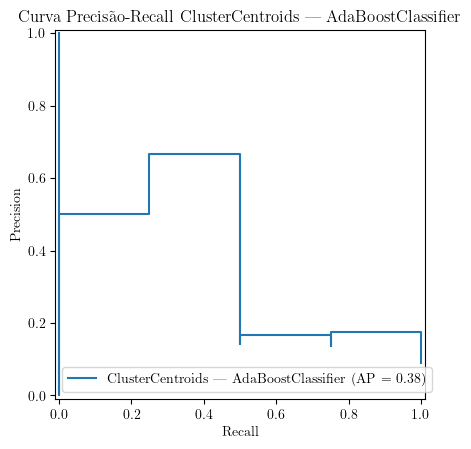 Curva Precisão-Recall ClusterCentroids — AdaBoostClassifier
1.0
0.8
0.6
0.4
0.2
0.0
Precision
ClusterCentroids — AdaBoostClassifier (AP = 0.38)
0.0 0.2 0.4 0.6 0.8 1.0
Recall